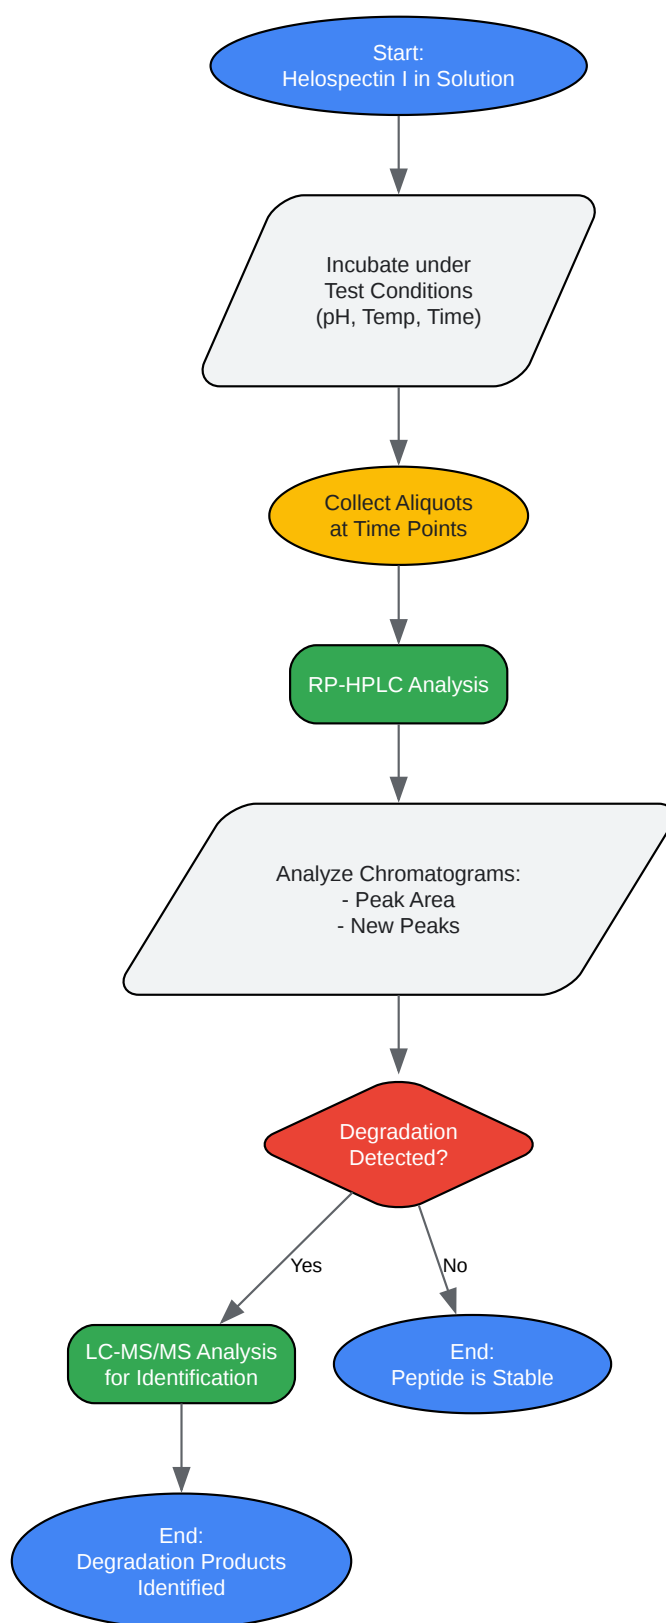 Start:
Helospectin I in Solution
Incubate under
Test Conditions
(pH, Temp, Time)
Collect Aliquots
at Time Points
RP-HPLC Analysis
Analyze Chromatograms:
- Peak Area
- New Peaks
Degradation
Detected?
Yes
No
LC-MS/MS Analysis
for Identification
End:
Peptide is Stable
End:
Degradation Products
Identified